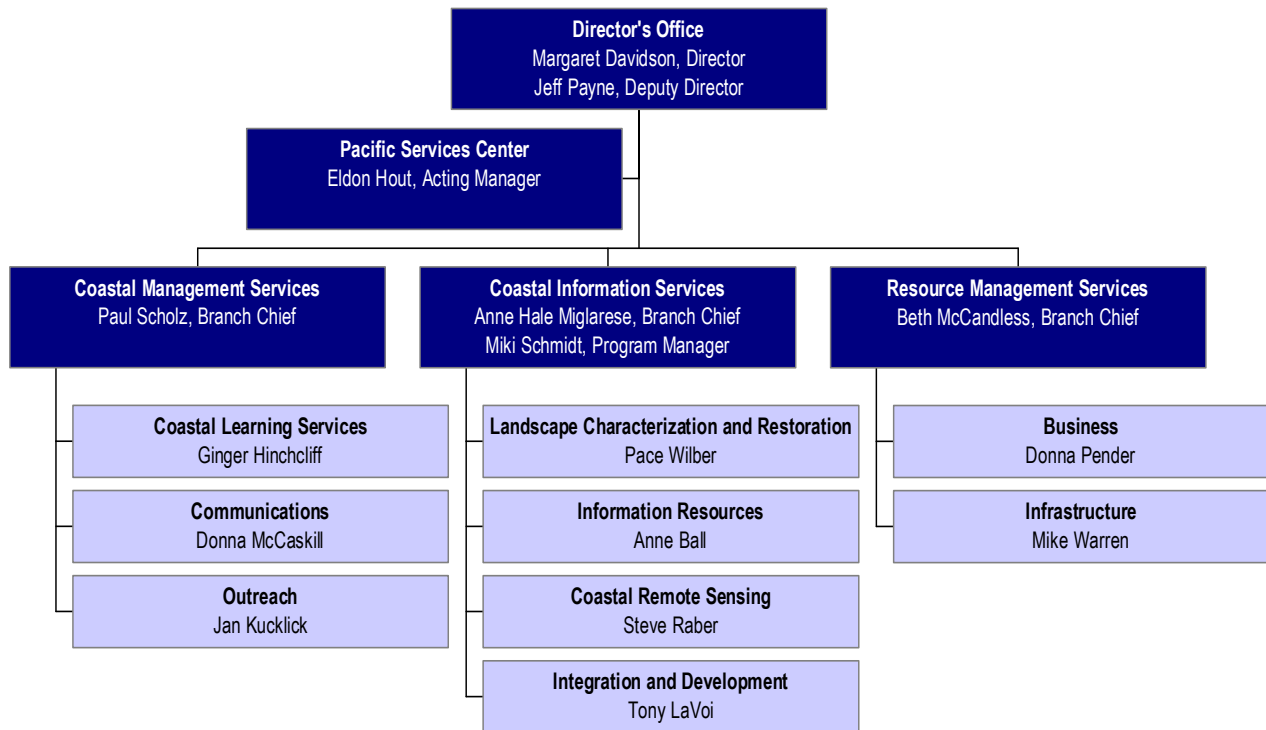 Director's Office
Margaret Davidson, Director
Jeff Payne, Deputy Director
Pacific Services Center
Eldon Hout, Acting Manager
Coastal Management Services
Paul Scholz, Branch Chief
Coastal Information Services
Anne Hale Miglarese, Branch Chief
Miki Schmidt, Program Manager
Resource Management Services
Beth McCandless, Branch Chief
Coastal Learning Services
Ginger Hinchcliff
Communications
Donna McCaskill
Outreach
Jan Kucklick
Landscape Characterization and Restoration
Pace Wilber
Information Resources
Anne Ball
Coastal Remote Sensing
Steve Raber
Integration and Development
Tony LaVoi
Business
Donna Pender
Infrastructure
Mike Warren